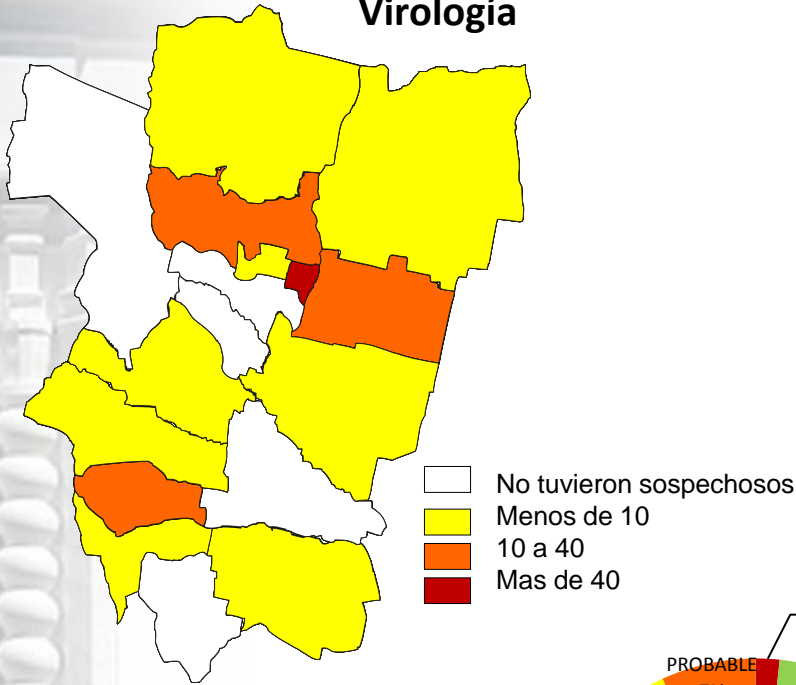 Virología
No tuvieron sospechosos
Menos de 10
10 a 40
Mas de 40
PROBABLE